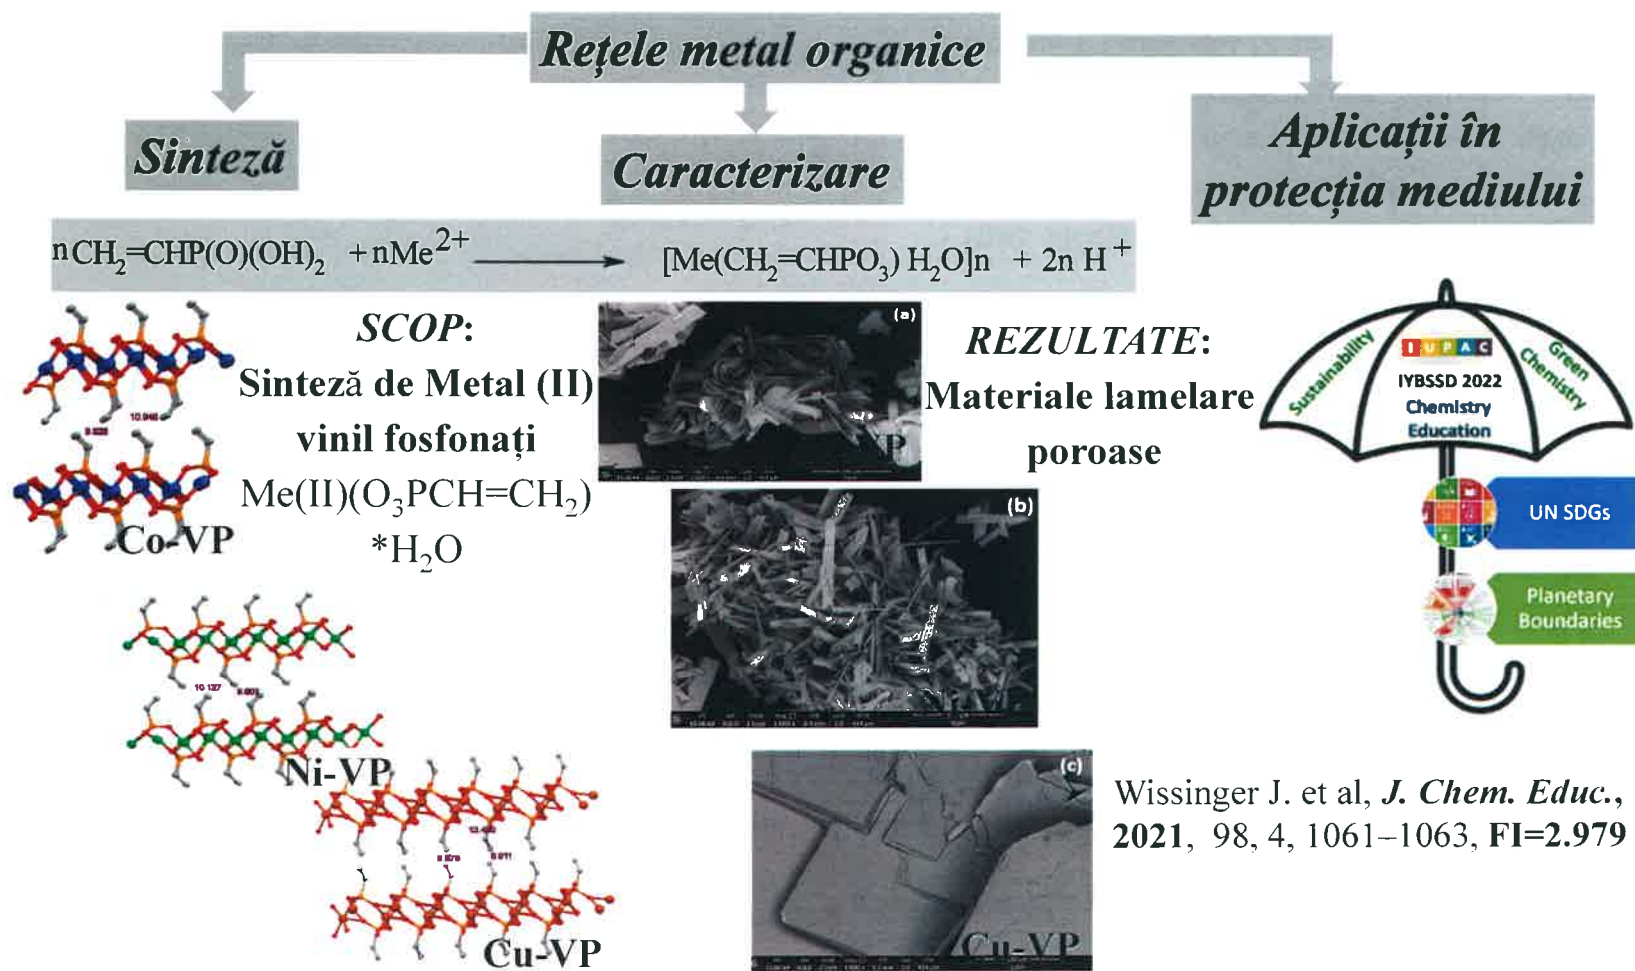 Rețele metal organice
Sinteză
Caracterizare
Aplicații în
protecția mediului
nCH₂=CHP(O)(OH)₂ + nMe²⁺ ⟶ [Me(CH₂=CHPO₃) H₂O]n + 2n H⁺
SCOP:
Sinteză de Metal (II)
vinil fosfonați
Me(II)(O₃PCH=CH₂)
*H₂O
Co-VP
Ni-VP
Cu-VP
(a)
VP
(b)
(c)
Cu-VP
REZULTATE:
Materiale lamelare
poroase
Sustainability
IUPAC
IYBSSD 2022
Chemistry
Education
Green
Chemistry
UN SDGs
Planetary
Boundaries
Wissinger J. et al, J. Chem. Educ.,
2021, 98, 4, 1061–1063, FI=2.979